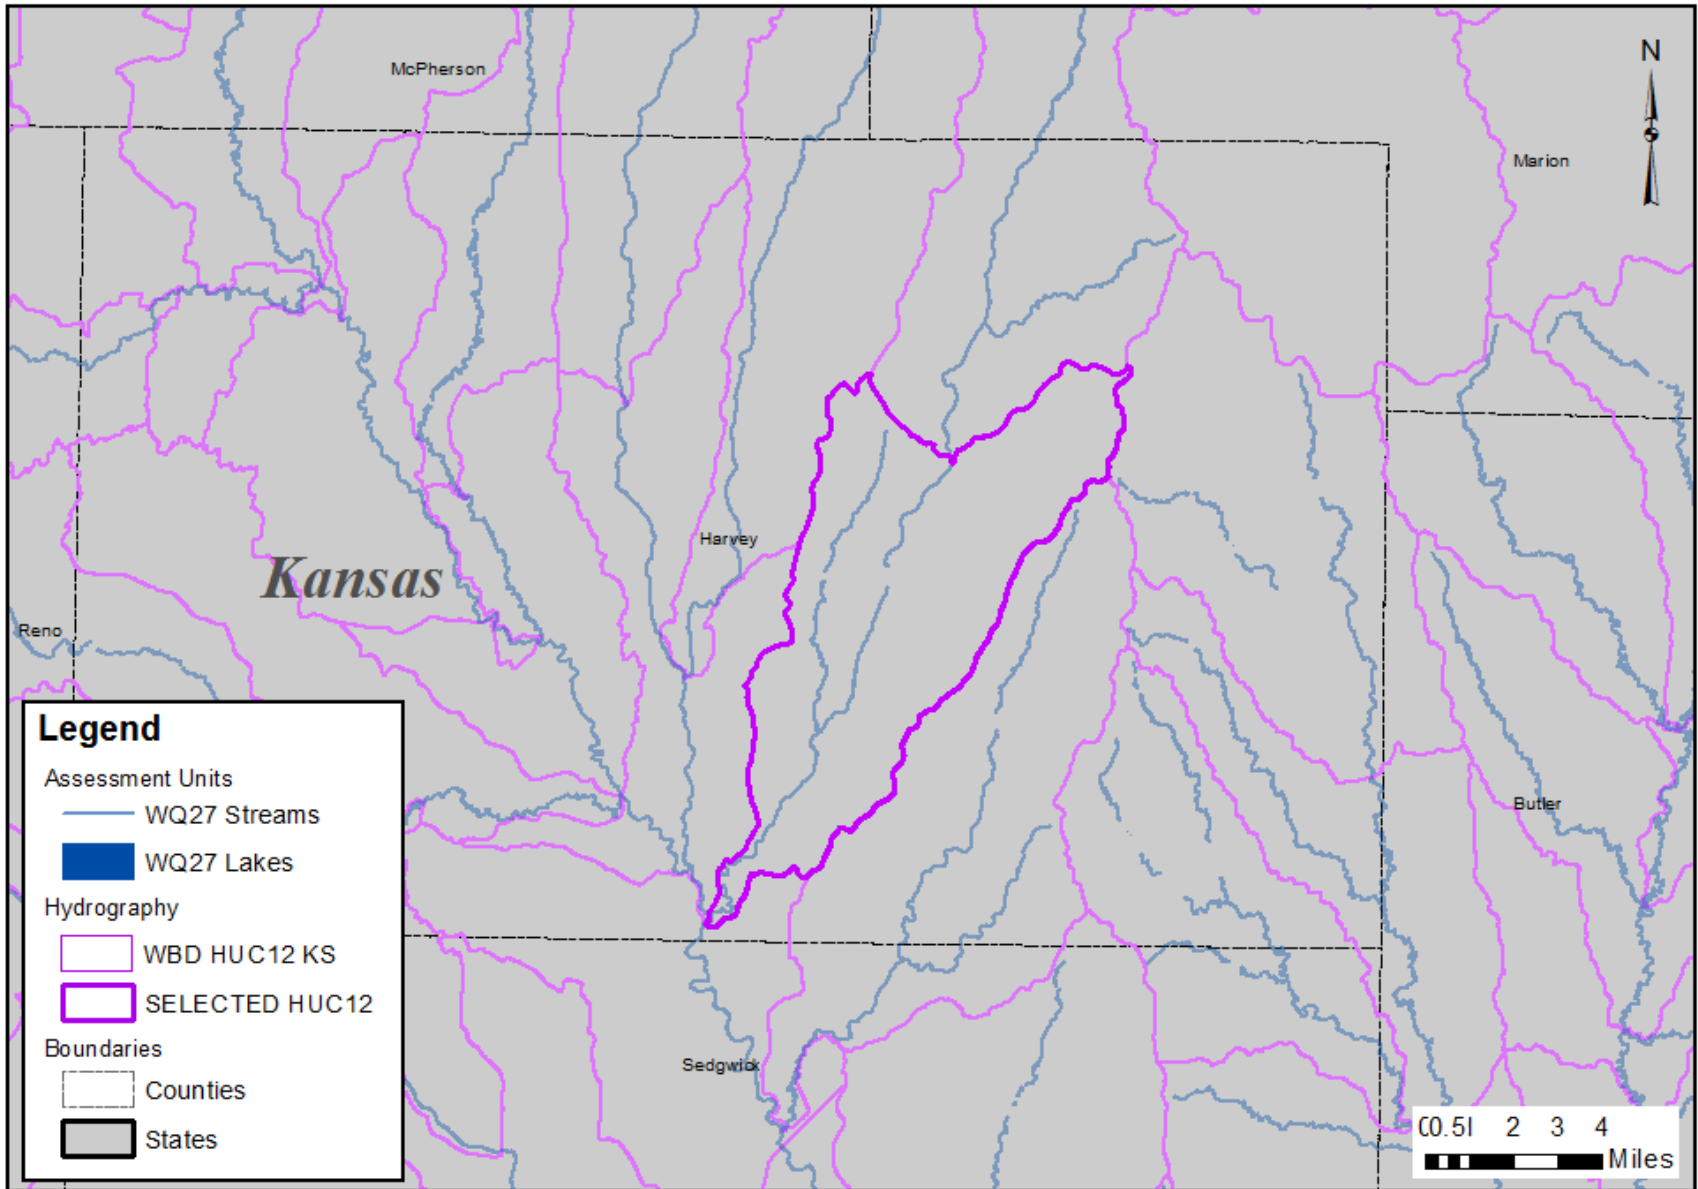 McPherson
N
Marion
Harvey
Kansas
Reno
Legend
Assessment Units
WQ27 Streams
WQ27 Lakes
Hydrography
WBD HUC12 KS
SELECTED HUC12
Boundaries
Counties
States
Butler
Sedgwick
2 3 4
Miles